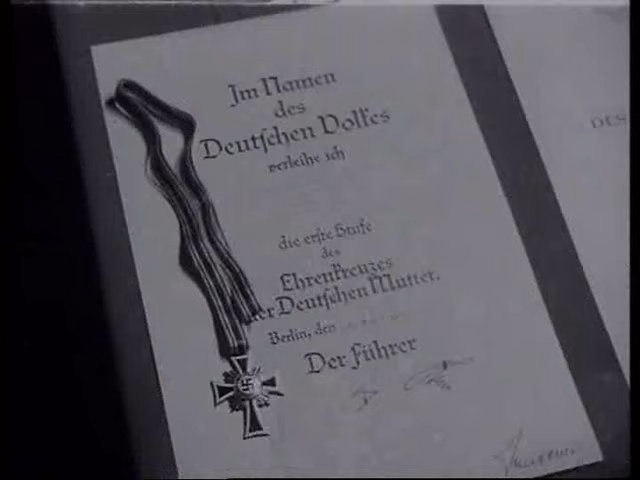 Im Namen
des
Deutschen Volkes
verleihe ich
die erste Stufe
des
Ehrenkreuzes
der Deutschen Mutter.
Berlin, den
Der Führer
DES